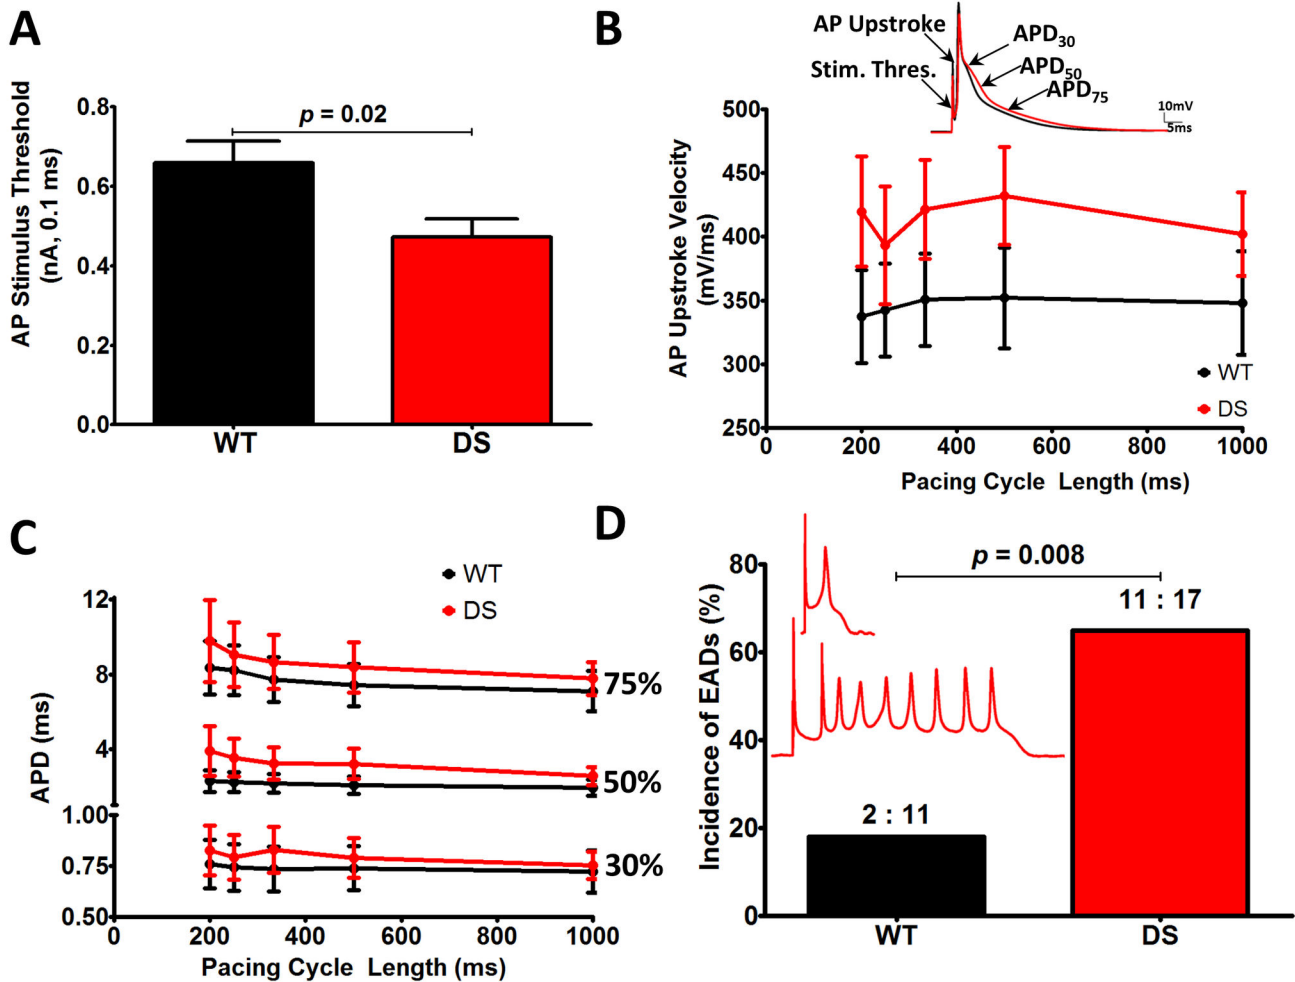 A
AP Stimulus Threshold
(nA, 0.1 ms)
0.8
0.6
0.4
0.2
0.0
p = 0.02
WT
DS
B
AP Upstroke
Stim. Thres.
APD30
APD50
APD75
10mV
5ms
AP Upstroke Velocity
(mV/ms)
500
450
400
350
300
250
WT
DS
0
200
400
600
800
1000
Pacing Cycle Length (ms)
C
WT
DS
APD (ms)
12
8
4
1.00
0.75
0.50
75%
50%
30%
0
200
400
600
800
1000
Pacing Cycle Length (ms)
D
Incidence of EADs (%)
80
60
40
20
0
p = 0.008
11 : 17
2 : 11
WT
DS